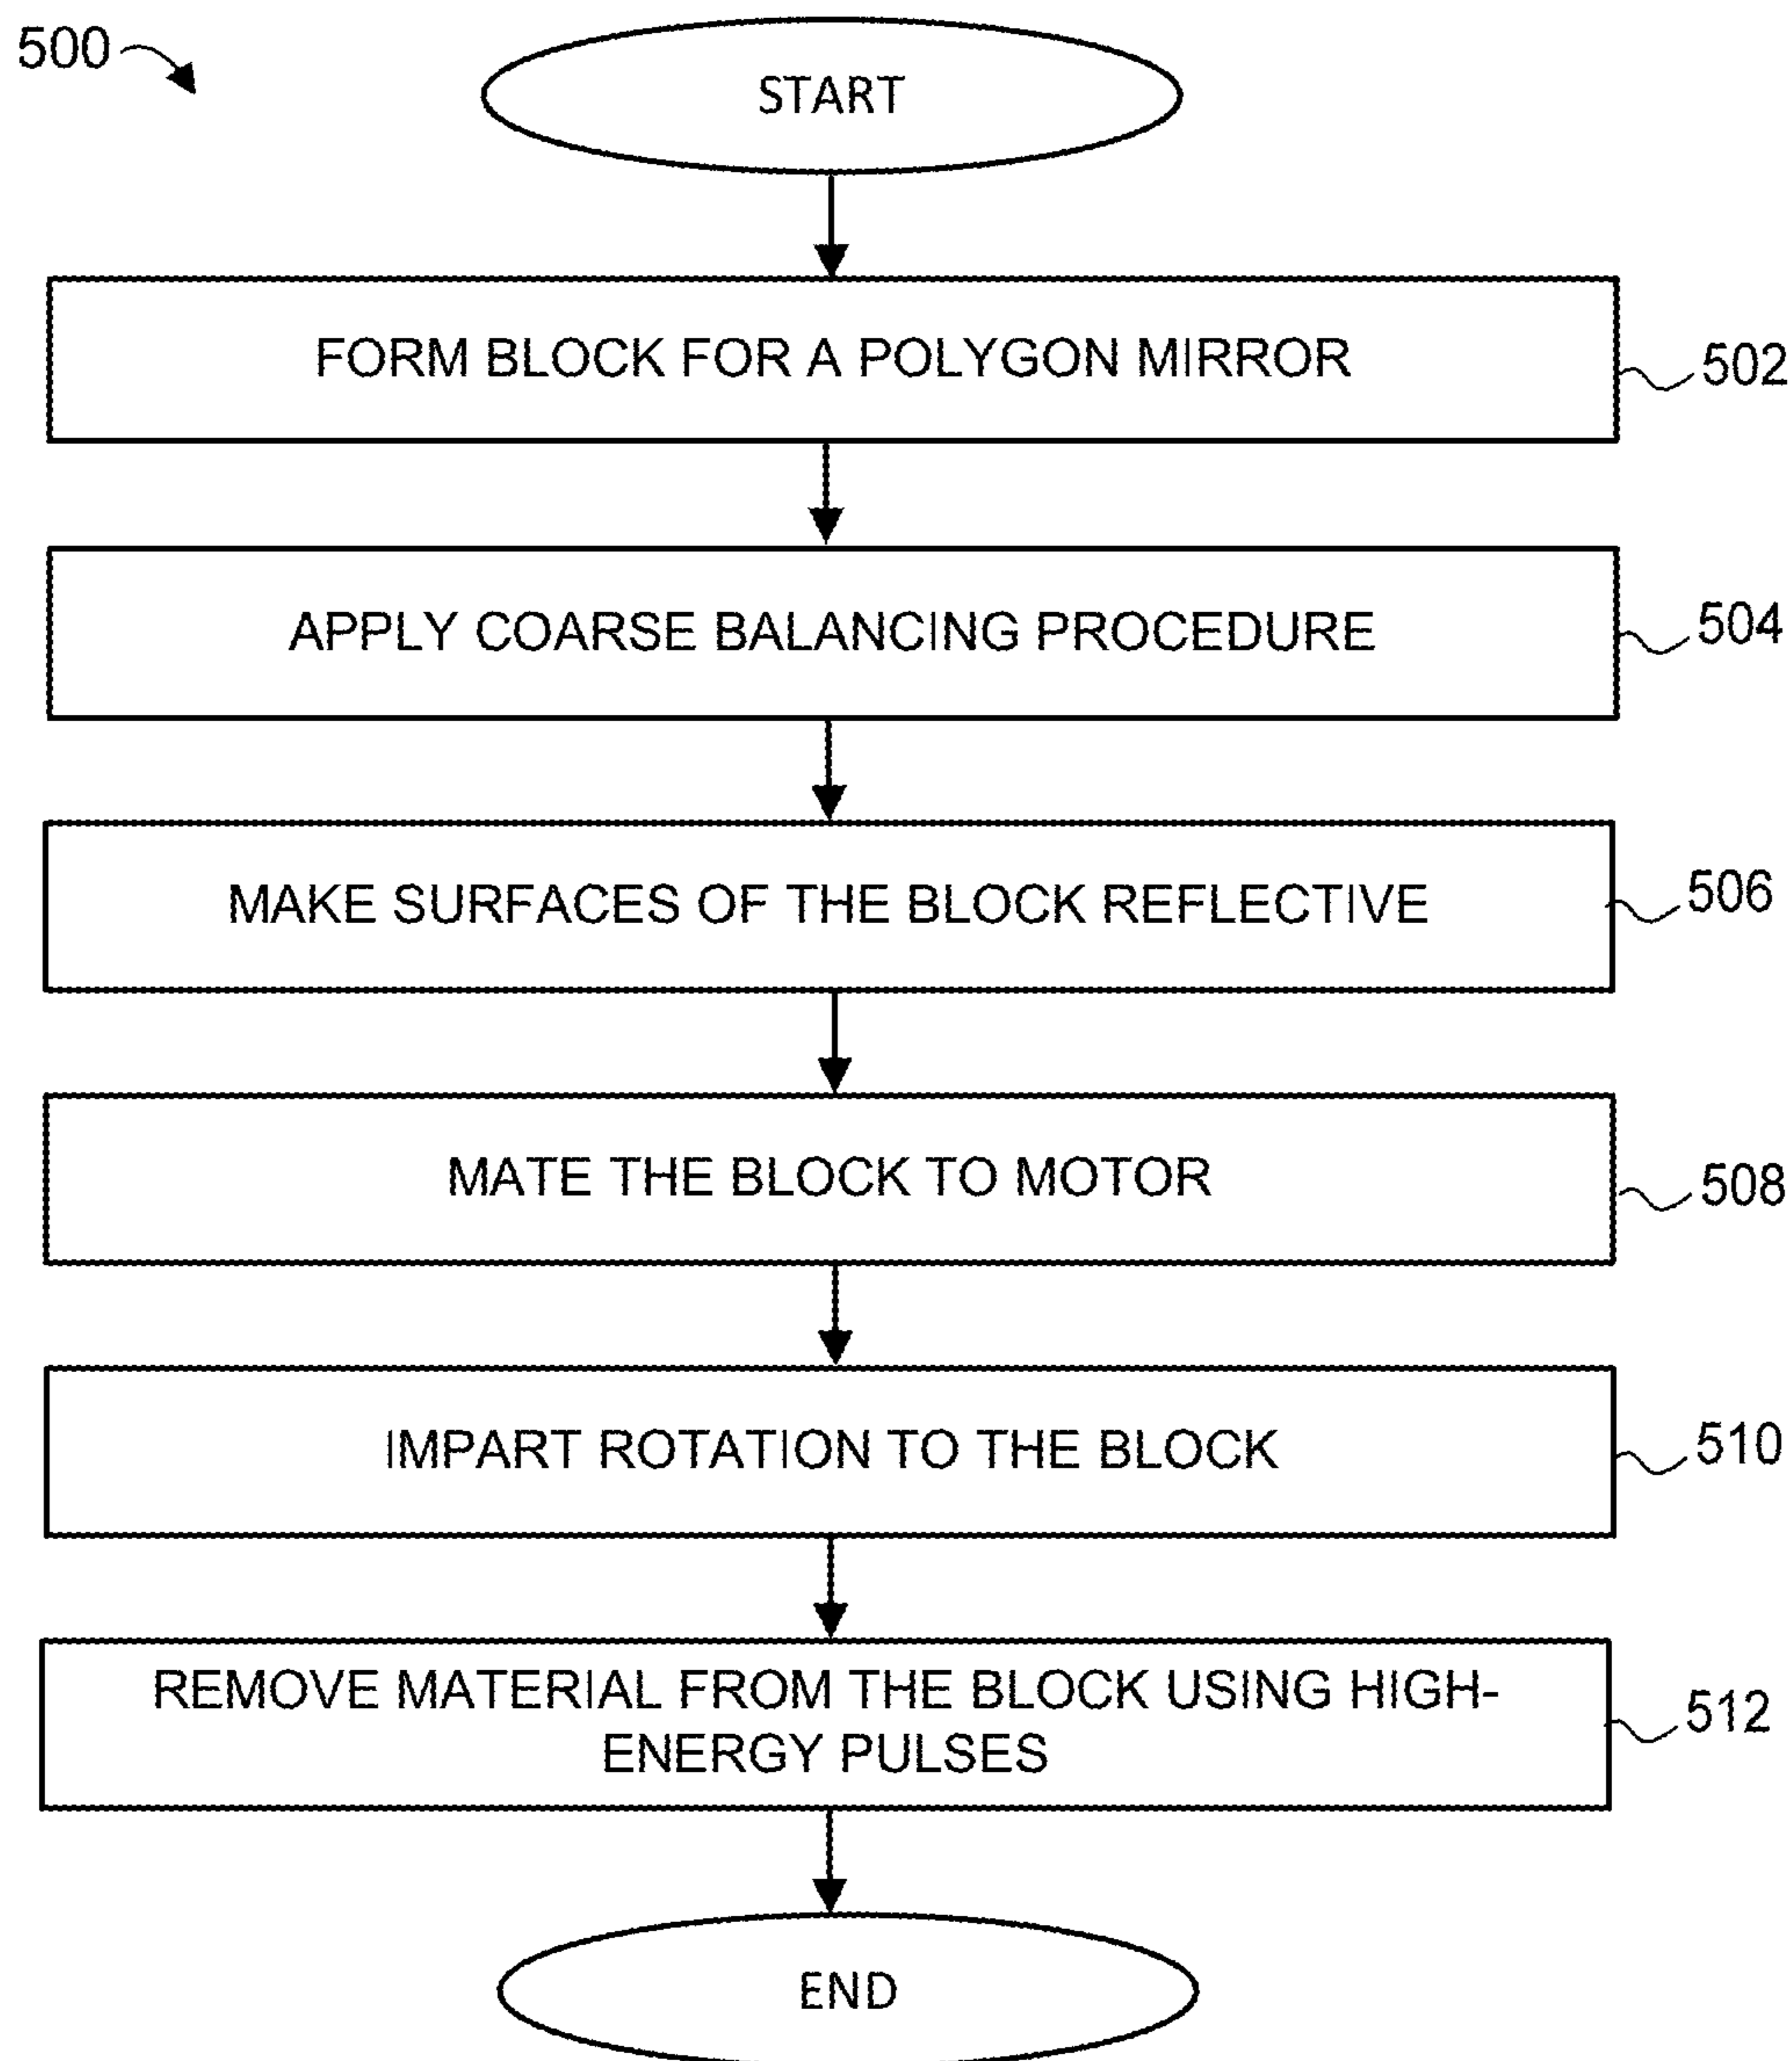 500
START
FORM BLOCK FOR A POLYGON MIRROR
502
APPLY COARSE BALANCING PROCEDURE
504
MAKE SURFACES OF THE BLOCK REFLECTIVE
506
MATE THE BLOCK TO MOTOR
508
IMPART ROTATION TO THE BLOCK
510
REMOVE MATERIAL FROM THE BLOCK USING HIGH-
ENERGY PULSES
512
END